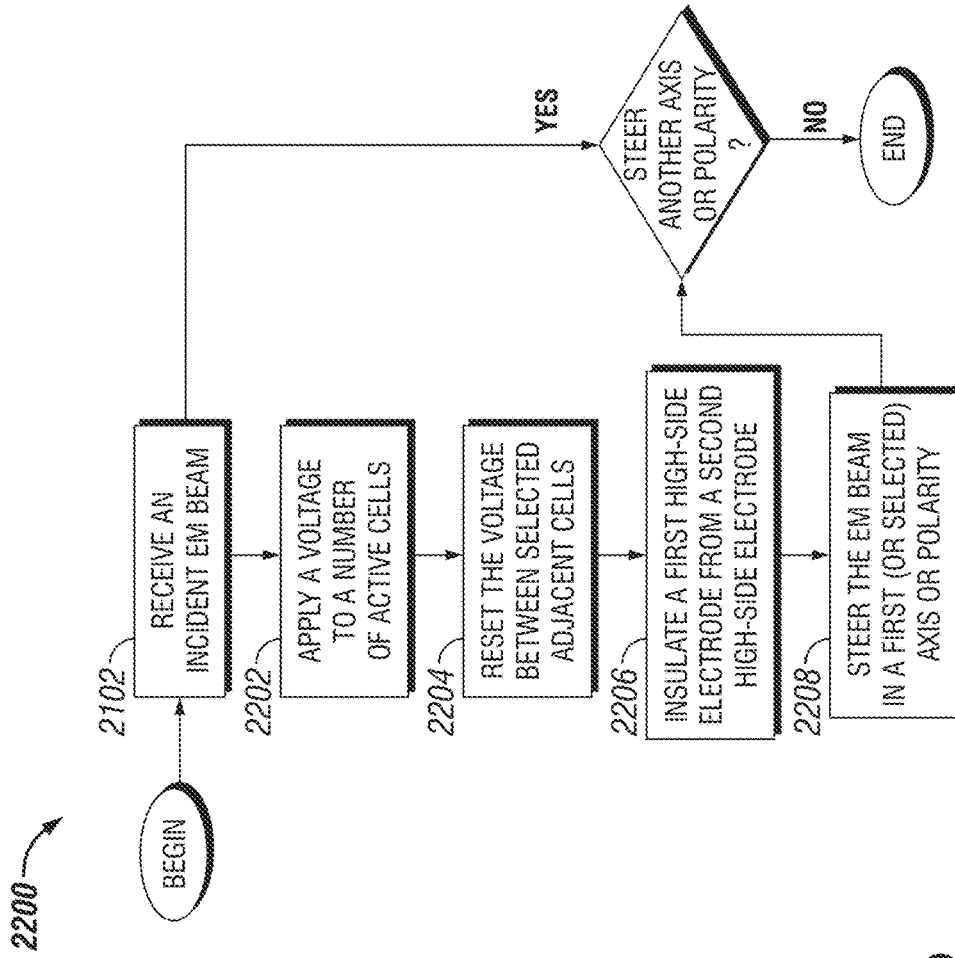 2200
BEGIN
2102
RECEIVE AN
INCIDENT EM BEAM
2202
APPLY A VOLTAGE
TO A NUMBER
OF ACTIVE CELLS
2204
RESET THE VOLTAGE
BETWEEN SELECTED
ADJACENT CELLS
2206
INSULATE A FIRST HIGH-SIDE
ELECTRODE FROM A SECOND
HIGH-SIDE ELECTRODE
2208
STEER THE EM BEAM
IN A FIRST (OR SELECTED)
AXIS OR POLARITY
YES
STEER
ANOTHER AXIS
OR POLARITY
?
NO
END